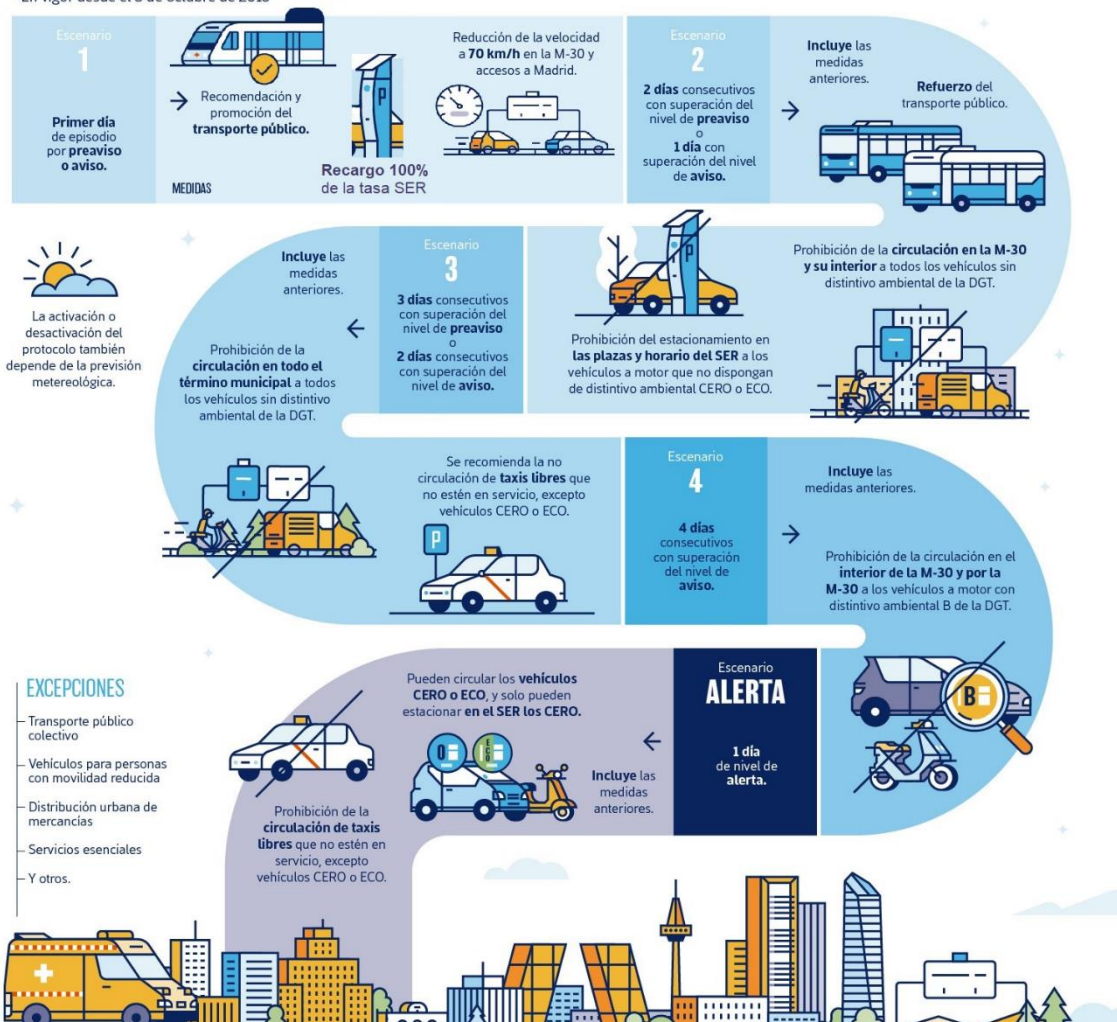 En vigor desde el 8 de octubre de 2018
Escenario
1
Primer día
de episodio
por preaviso
o aviso.
MEDIDAS
Recomendación y
promoción del
transporte público.
P
Recargo 100%
de la tasa SER
Reducción de la velocidad
a 70 km/h en la M-30 y
accesos a Madrid.
Escenario
2
2 días consecutivos
con superación del
nivel de preaviso
o
1 día con
superación del nivel
de aviso.
Incluye las
medidas
anteriores.
Refuerzo del
transporte público.
Prohibición de la circulación en la M-30
y su interior a todos los vehículos sin
distintivo ambiental de la DGT.
P
Prohibición del estacionamiento en
las plazas y horario del SER a los
vehículos a motor que no dispongan
de distintivo ambiental CERO o ECO.
Escenario
3
3 días consecutivos
con superación del
nivel de preaviso
o
2 días consecutivos
con superación del
nivel de aviso.
Incluye las
medidas
anteriores.
Prohibición de la
circulación en todo el
término municipal a todos
los vehículos sin distintivo
ambiental de la DGT.
La activación o
desactivación del
protocolo también
depende de la previsión
metereológica.
Se recomienda la no
circulación de taxis libres que
no estén en servicio, excepto
vehículos CERO o ECO.
P
Escenario
4
4 días
consecutivos
con superación
del nivel de
aviso.
Incluye las
medidas anteriores.
Prohibición de la circulación en el
interior de la M-30 y por la
M-30 a los vehículos a motor con
distintivo ambiental B de la DGT.
B
Escenario
ALERTA
1 día
de nivel de
alerta.
Incluye las
medidas
anteriores.
Pueden circular los vehículos
CERO o ECO, y solo pueden
estacionar en el SER los CERO.
0
ECO
Prohibición de la
circulación de taxis
libres que no estén en
servicio, excepto
vehículos CERO o ECO.
EXCEPCIONES
Transporte público
colectivo
Vehículos para personas
con movilidad reducida
Distribución urbana de
mercancías
Servicios esenciales
Y otros.